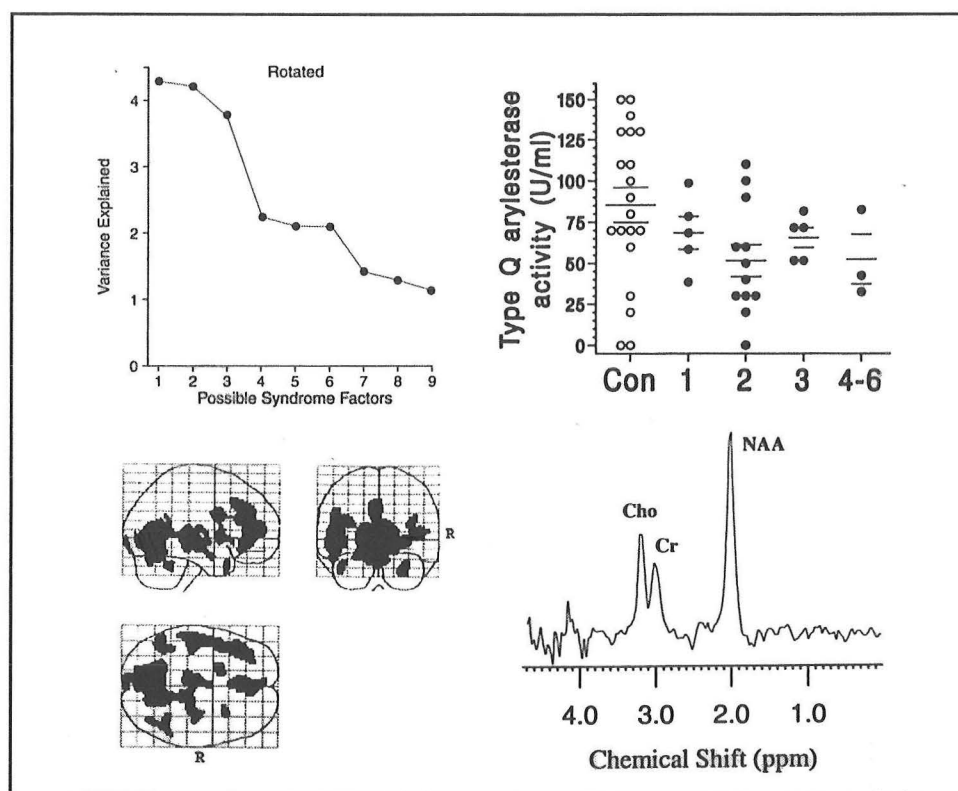 Rotated
4
3
2
1
0
Variance Explained
1 2 3 4 5 6 7 8 9
Possible Syndrome Factors
150
125
100
75
50
25
0
Type Q arylesterase
activity (U/ml)
Con 1 2 3 4-6
R
R
NAA
Cho
Cr
4.0 3.0 2.0 1.0
Chemical Shift (ppm)